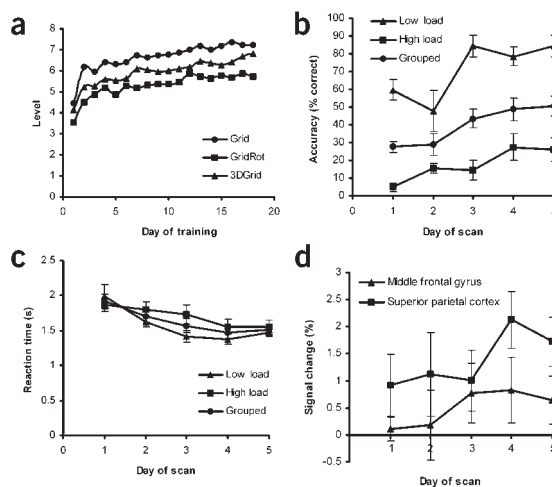 a
8
7
6
5
4
3
2
1
0
Level
0 5 10 15 20
Day of training
Grid
GridRot
3DGrid
b
Low load
High load
Grouped
100
90
80
70
60
50
40
30
20
10
0
Accuracy (% correct)
1 2 3 4
Day of scan
c
2.5
2
1.5
1
0.5
0
Reaction time (s)
Low load
High load
Grouped
0 1 2 3 4 5
Day of scan
d
Middle frontal gyrus
Superior parietal cortex
3
2.5
2
1.5
1
0.5
0
-0.5
Signal change (%)
1 2 3 4 5
Day of scan